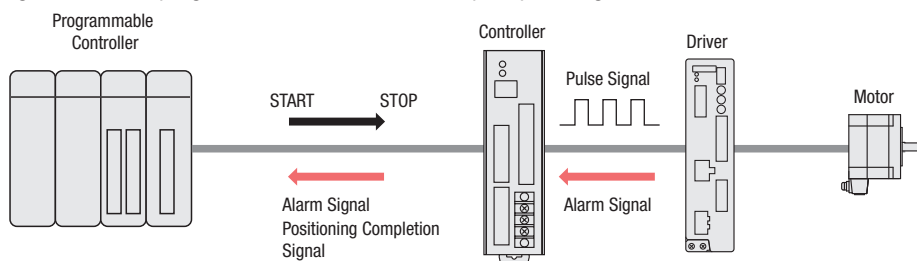 Programmable
Controller
Controller
Driver
Pulse Signal
Motor
START STOP
Alarm Signal
Positioning Completion
Signal
Alarm Signal